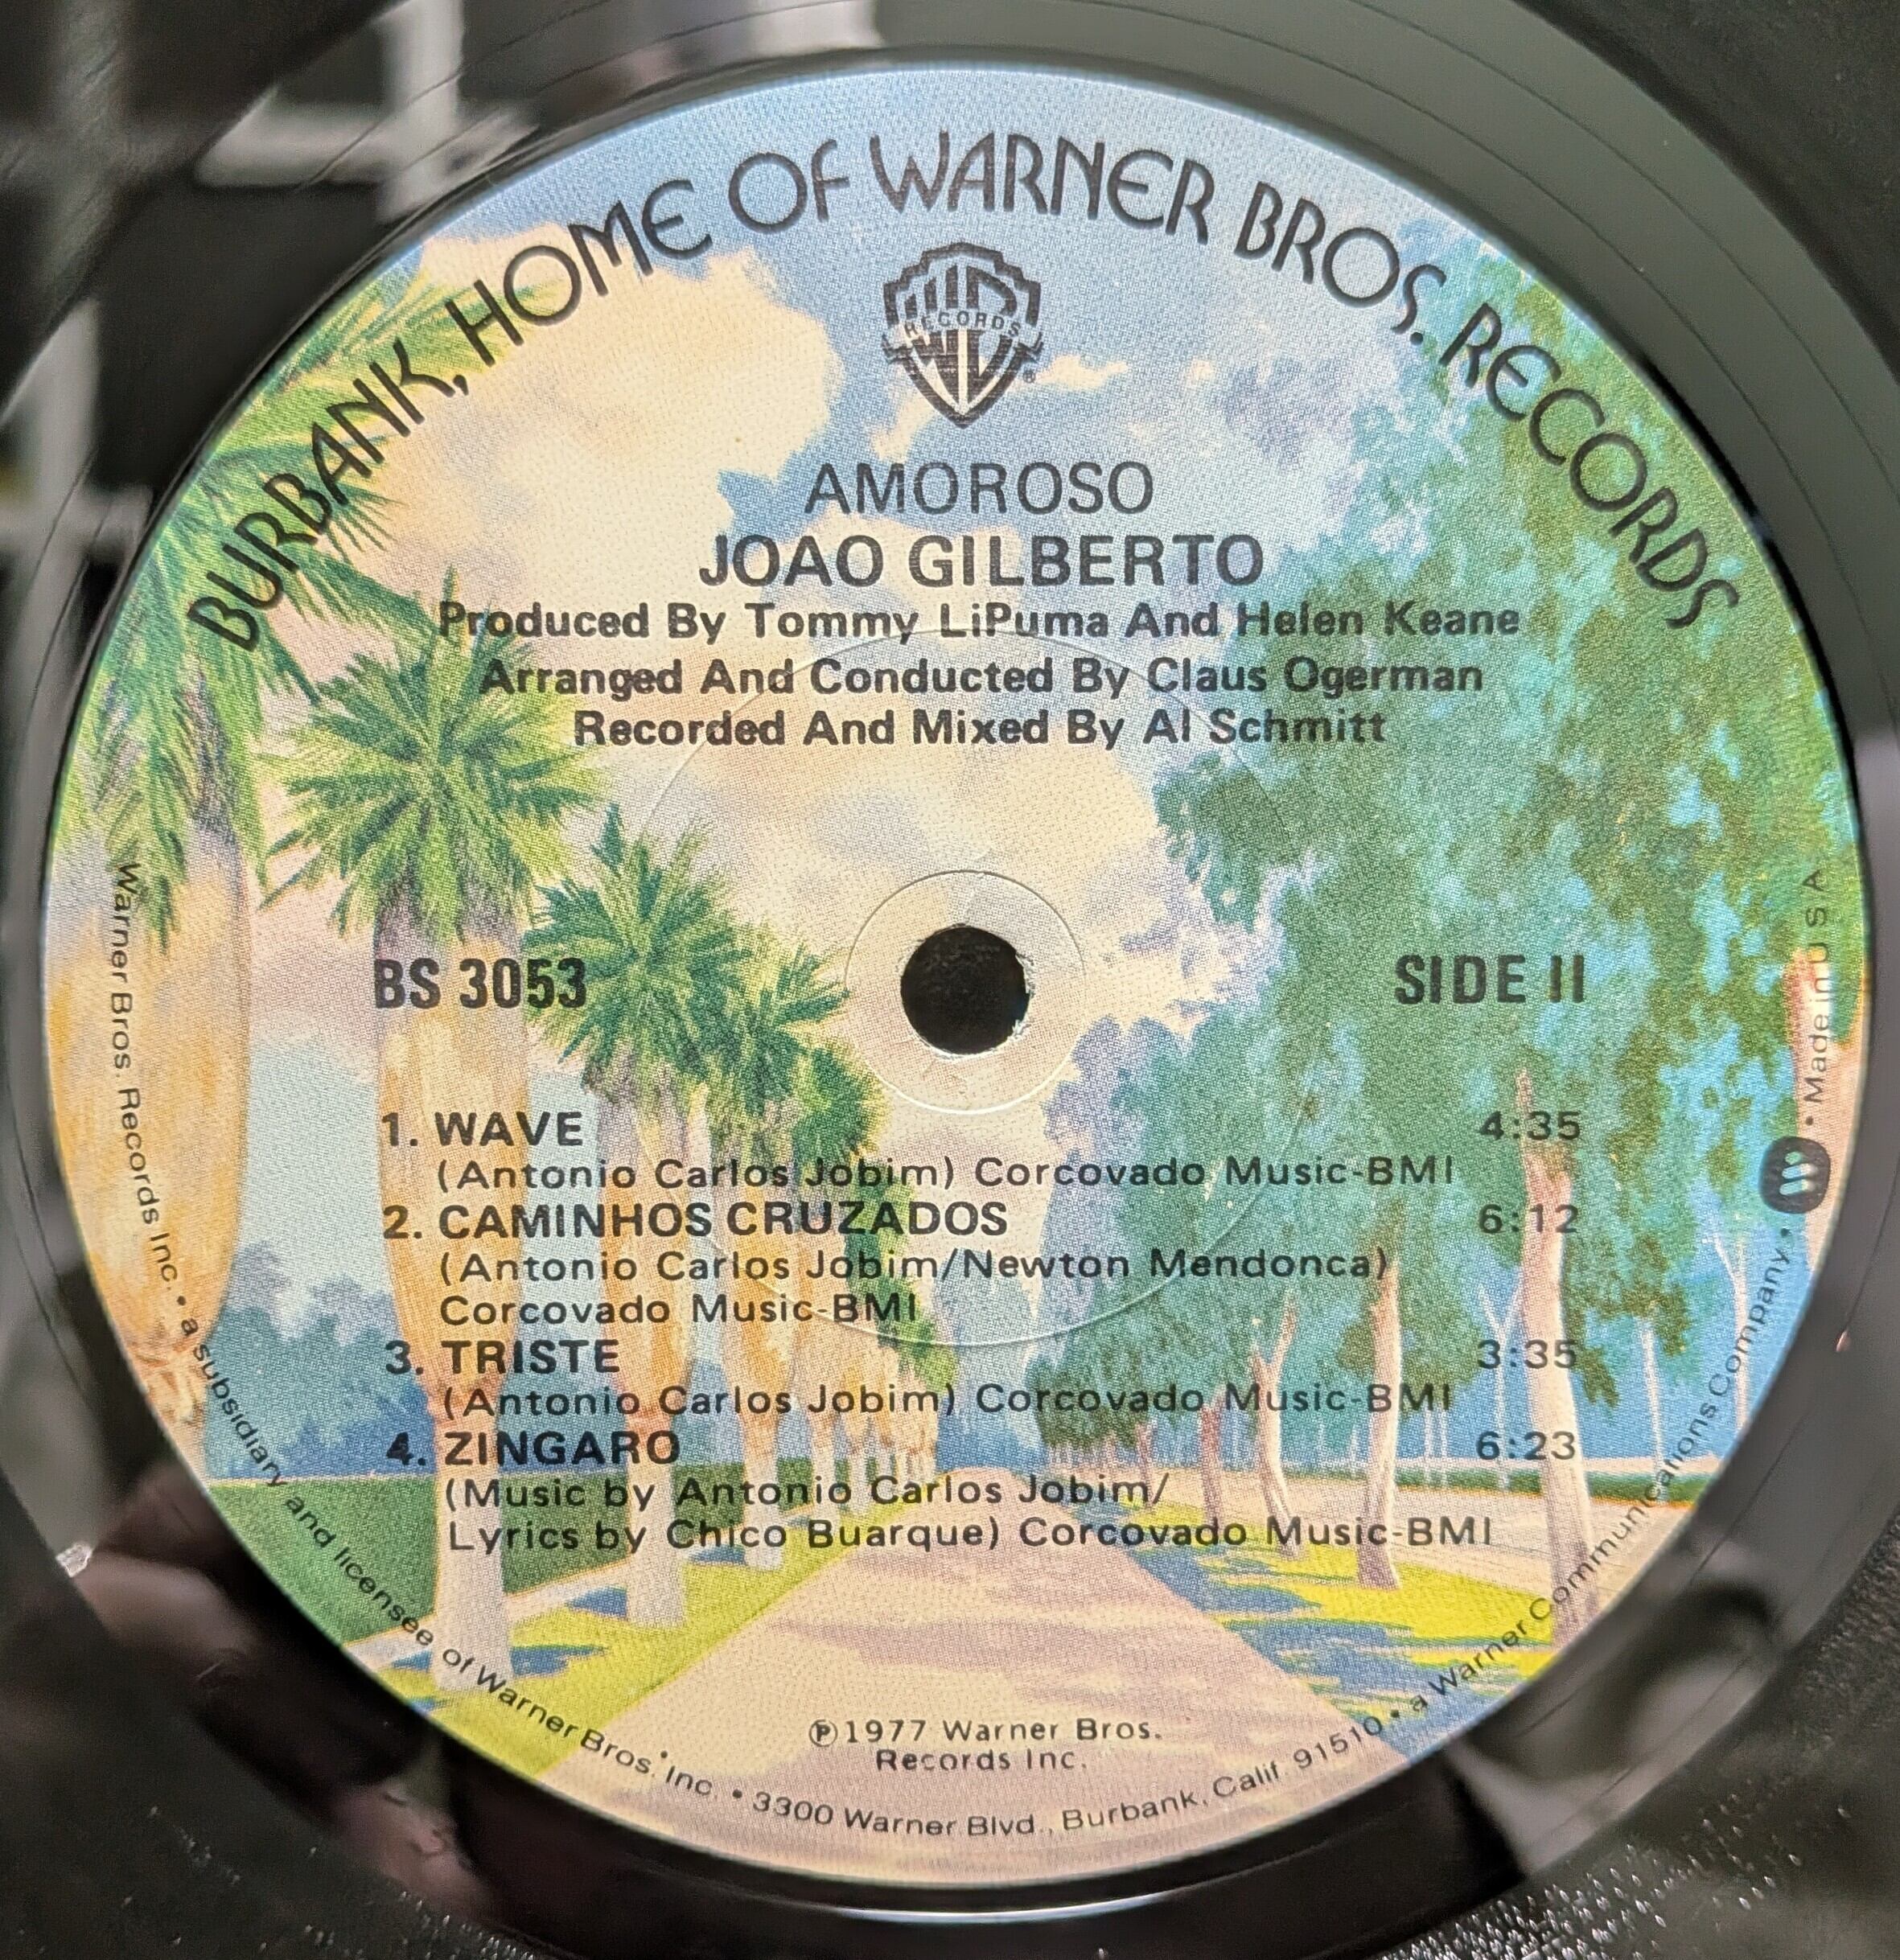 BURBANK, HOME OF WARNER BROS. RECORDS
WB
RECORDS
®
AMOROSO
JOAO GILBERTO
Produced By Tommy LiPuma And Helen Keane
Arranged And Conducted By Claus Ogerman
Recorded And Mixed By Al Schmitt
BS 3053
SIDE II
1. WAVE 4:35
(Antonio Carlos Jobim) Corcovado Music-BMI
2. CAMINHOS CRUZADOS 6:12
(Antonio Carlos Jobim/Newton Mendonca)
Corcovado Music-BMI
3. TRISTE 3:35
(Antonio Carlos Jobim) Corcovado Music-BMI
4. ZINGARO 6:23
(Music by Antonio Carlos Jobim/
Lyrics by Chico Buarque) Corcovado Music-BMI
℗1977 Warner Bros.
Records Inc.
Warner Bros. Records Inc. • a subsidiary and licensee of Warner Bros. Inc. • 3300 Warner Blvd., Burbank, Calif. 91510 • a Warner Communications Company • • Made in U S A